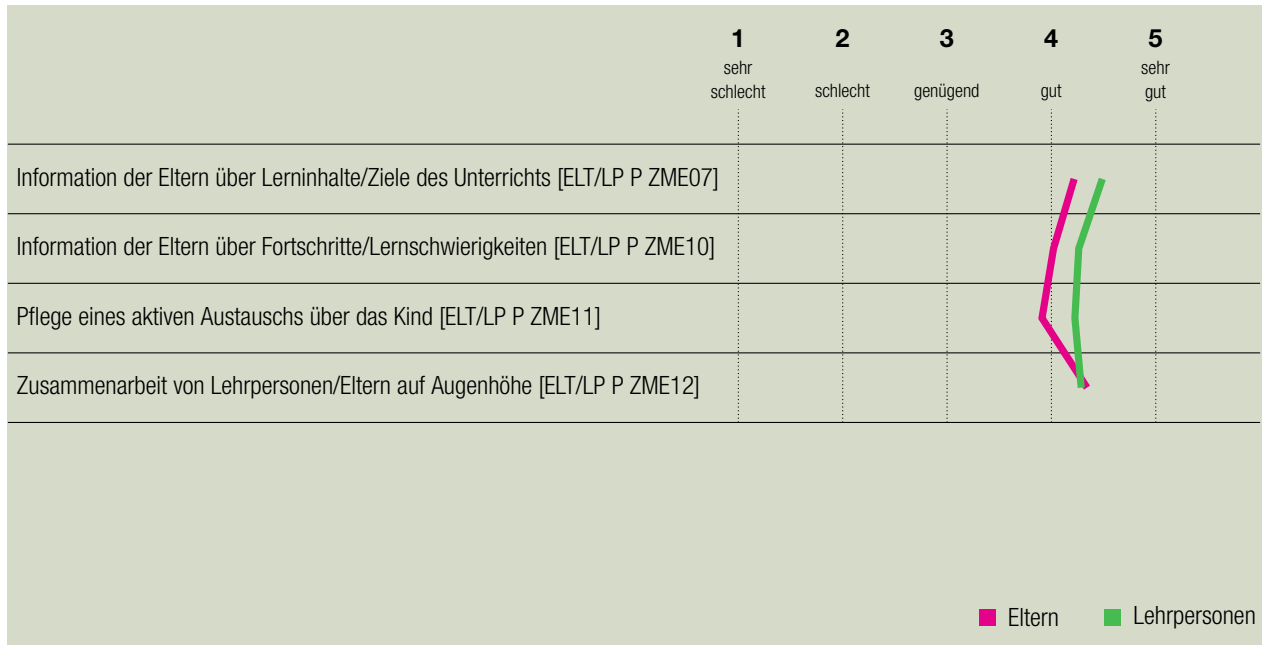 1 2 3 4 5
sehr schlecht schlecht genügend gut sehr gut
Information der Eltern über Lerninhalte/Ziele des Unterrichts [ELT/LP P ZME07]
Information der Eltern über Fortschritte/Lernschwierigkeiten [ELT/LP P ZME10]
Pflege eines aktiven Austauschs über das Kind [ELT/LP P ZME11]
Zusammenarbeit von Lehrpersonen/Eltern auf Augenhöhe [ELT/LP P ZME12]
Eltern Lehrpersonen